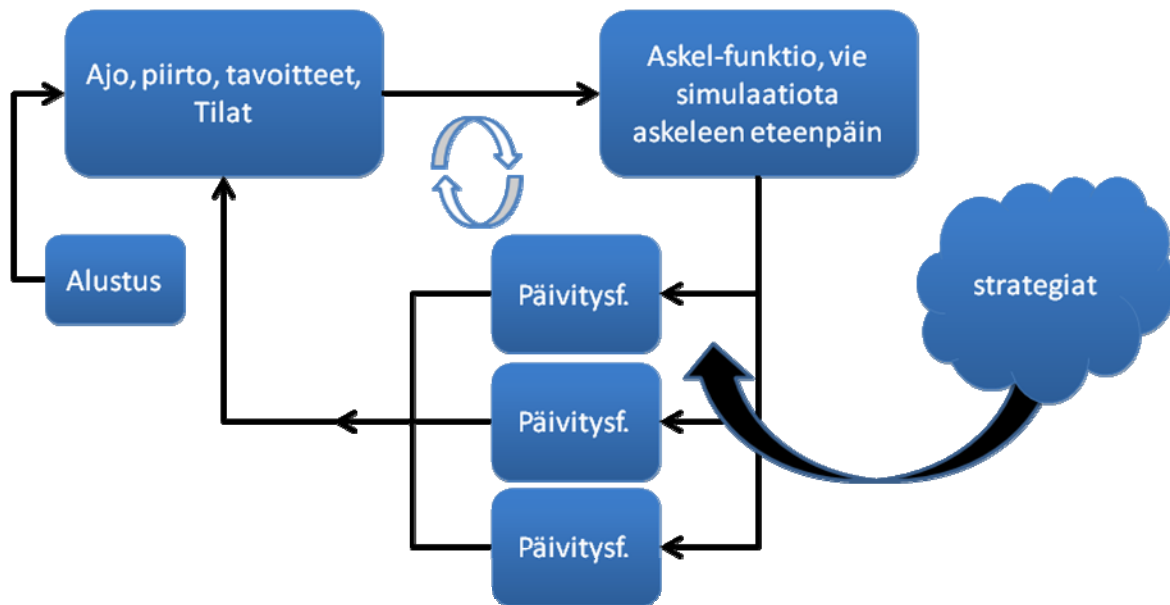 Ajo, piirto, tavoitteet,
Tilat
Askel-funktio, vie
simulaatiota
askeleen eteenpäin
Alustus
Päivitysf.
strategiat
Päivitysf.
Päivitysf.